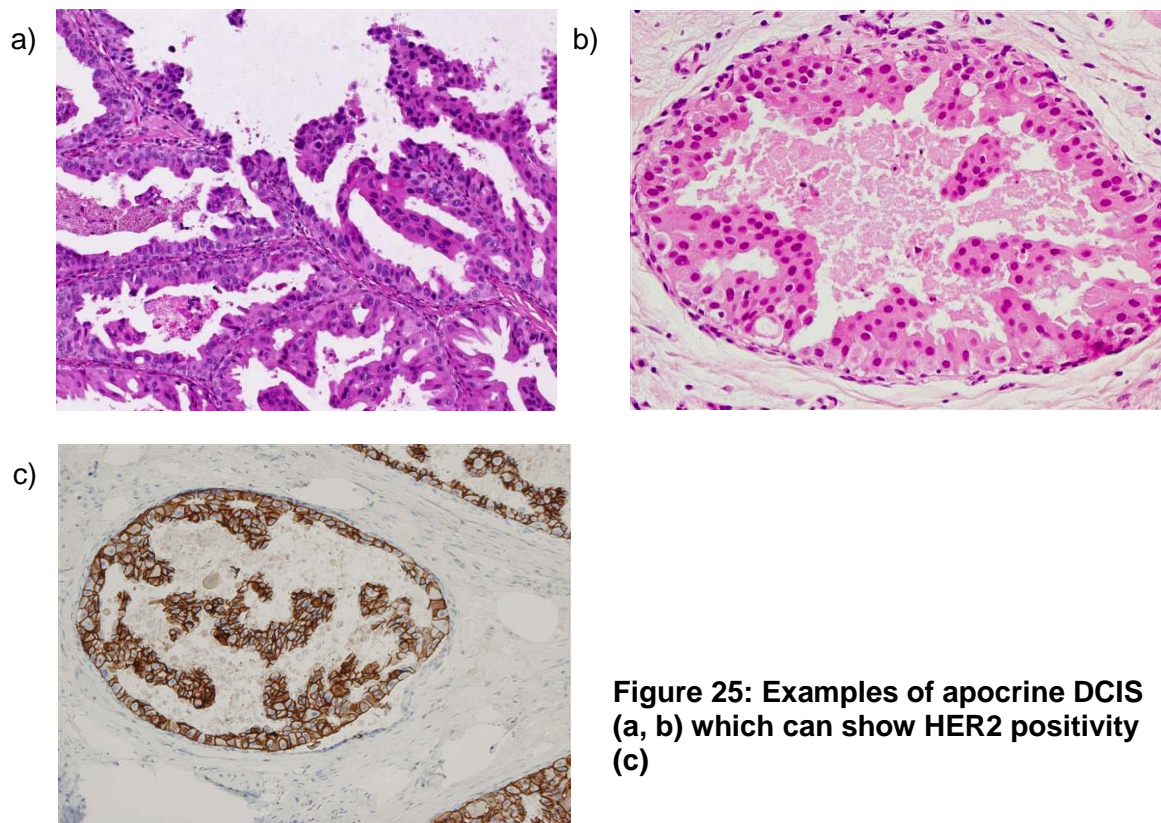 a)
b)
c)
Figure 25: Examples of apocrine DCIS
(a, b) which can show HER2 positivity
(c)